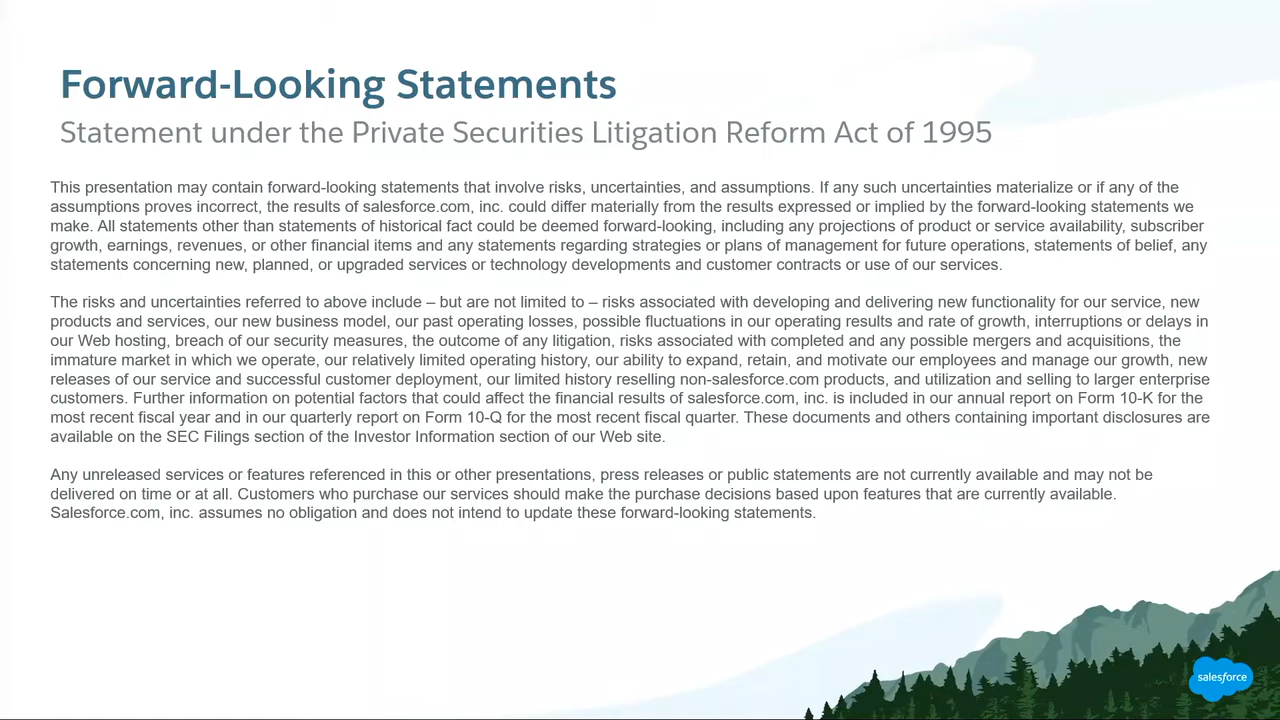 Forward-Looking Statements
Statement under the Private Securities Litigation Reform Act of 1995
This presentation may contain forward-looking statements that involve risks, uncertainties, and assumptions. If any such uncertainties materialize or if any of the
assumptions proves incorrect, the results of salesforce.com, inc. could differ materially from the results expressed or implied by the forward-looking statements we
make. All statements other than statements of historical fact could be deemed forward-looking, including any projections of product or service availability, subscriber
growth, earnings, revenues, or other financial items and any statements regarding strategies or plans of management for future operations, statements of belief, any
statements concerning new, planned, or upgraded services or technology developments and customer contracts or use of our services.
The risks and uncertainties referred to above include – but are not limited to – risks associated with developing and delivering new functionality for our service, new
products and services, our new business model, our past operating losses, possible fluctuations in our operating results and rate of growth, interruptions or delays in
our Web hosting, breach of our security measures, the outcome of any litigation, risks associated with completed and any possible mergers and acquisitions, the
immature market in which we operate, our relatively limited operating history, our ability to expand, retain, and motivate our employees and manage our growth, new
releases of our service and successful customer deployment, our limited history reselling non-salesforce.com products, and utilization and selling to larger enterprise
customers. Further information on potential factors that could affect the financial results of salesforce.com, inc. is included in our annual report on Form 10-K for the
most recent fiscal year and in our quarterly report on Form 10-Q for the most recent fiscal quarter. These documents and others containing important disclosures are
available on the SEC Filings section of the Investor Information section of our Web site.
Any unreleased services or features referenced in this or other presentations, press releases or public statements are not currently available and may not be
delivered on time or at all. Customers who purchase our services should make the purchase decisions based upon features that are currently available.
Salesforce.com, inc. assumes no obligation and does not intend to update these forward-looking statements.
salesforce